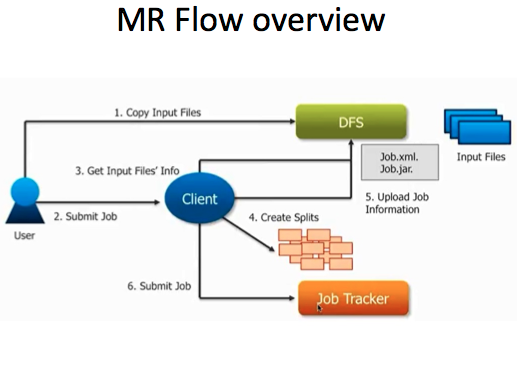 MR Flow overview
1. Copy Input Files
DFS
Job.xml.
Job.jar.
Input Files
3. Get Input Files' Info
Client
5. Upload Job
Information
2. Submit Job
4. Create Splits
User
6. Submit Job
Job Tracker